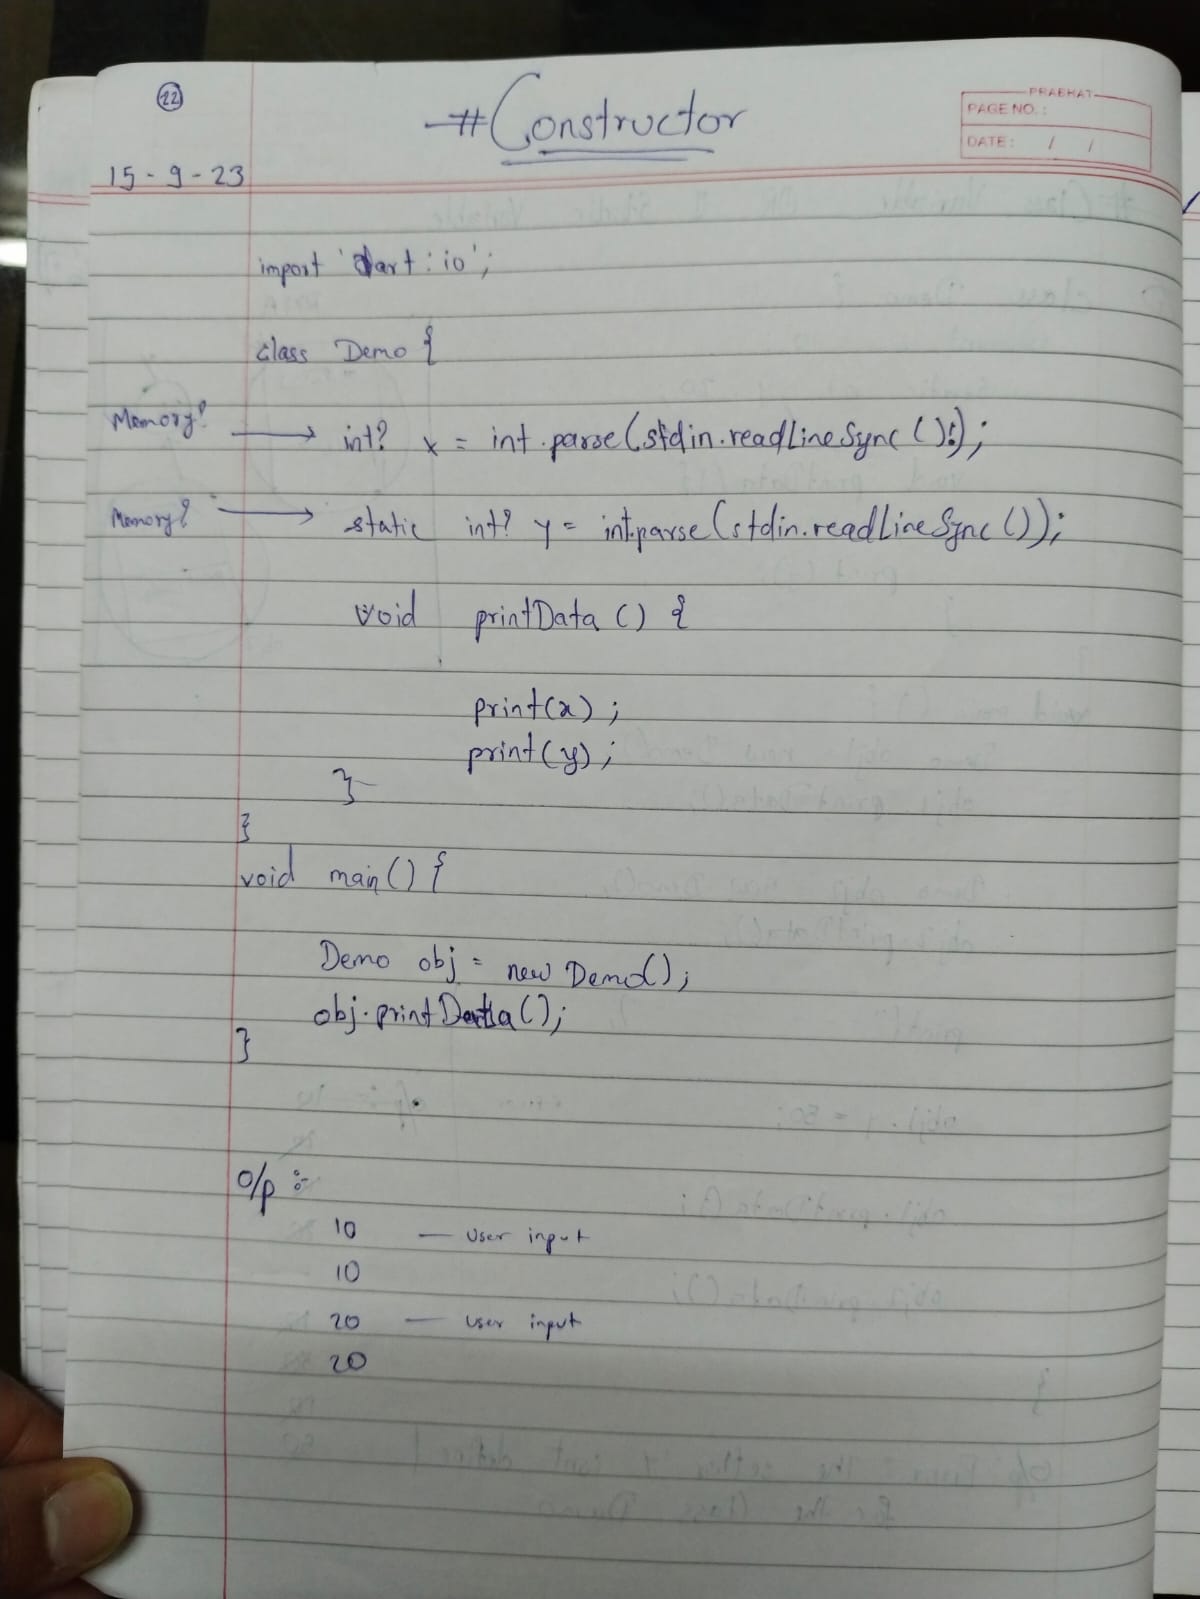 22
# Constructor
PRABHAT
PAGE NO. :
DATE: / /
15 - 9 - 23
import 'dart : io';
class Demo {
Memory? → int? x = int.parse(stdin.readLineSync()!);
Memory? → static int? y = int.parse(stdin.readLineSync());
void printData () {
print(x) ;
print(y) ;
}
}
void main() {
Demo obj = new Demo();
obj.printData();
}
O/p :-
10 — User input
10
20 — user input
20